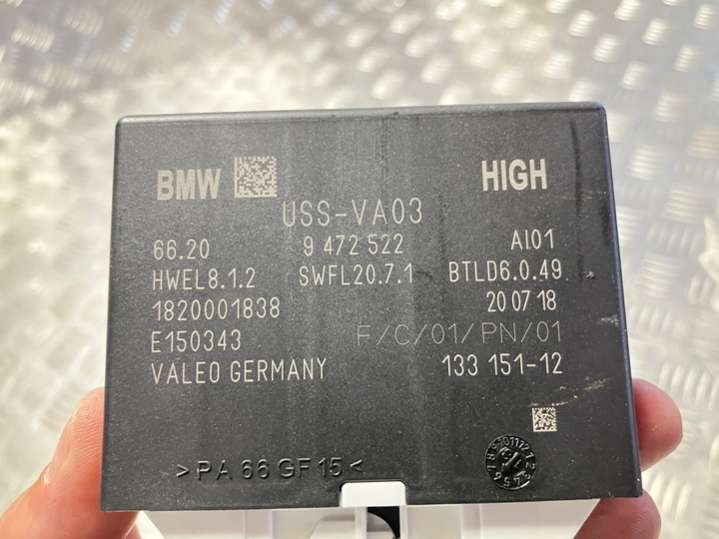 BMW HIGH
USS-VA03
66.20 9 472 522 AI01
HWEL8.1.2 SWFL20.7.1 BTLD6.0.49
1820001838 20 07 18
E150343 F/C/01/PN/01
VALEO GERMANY 133 151-12
>PA 66 GF 15<